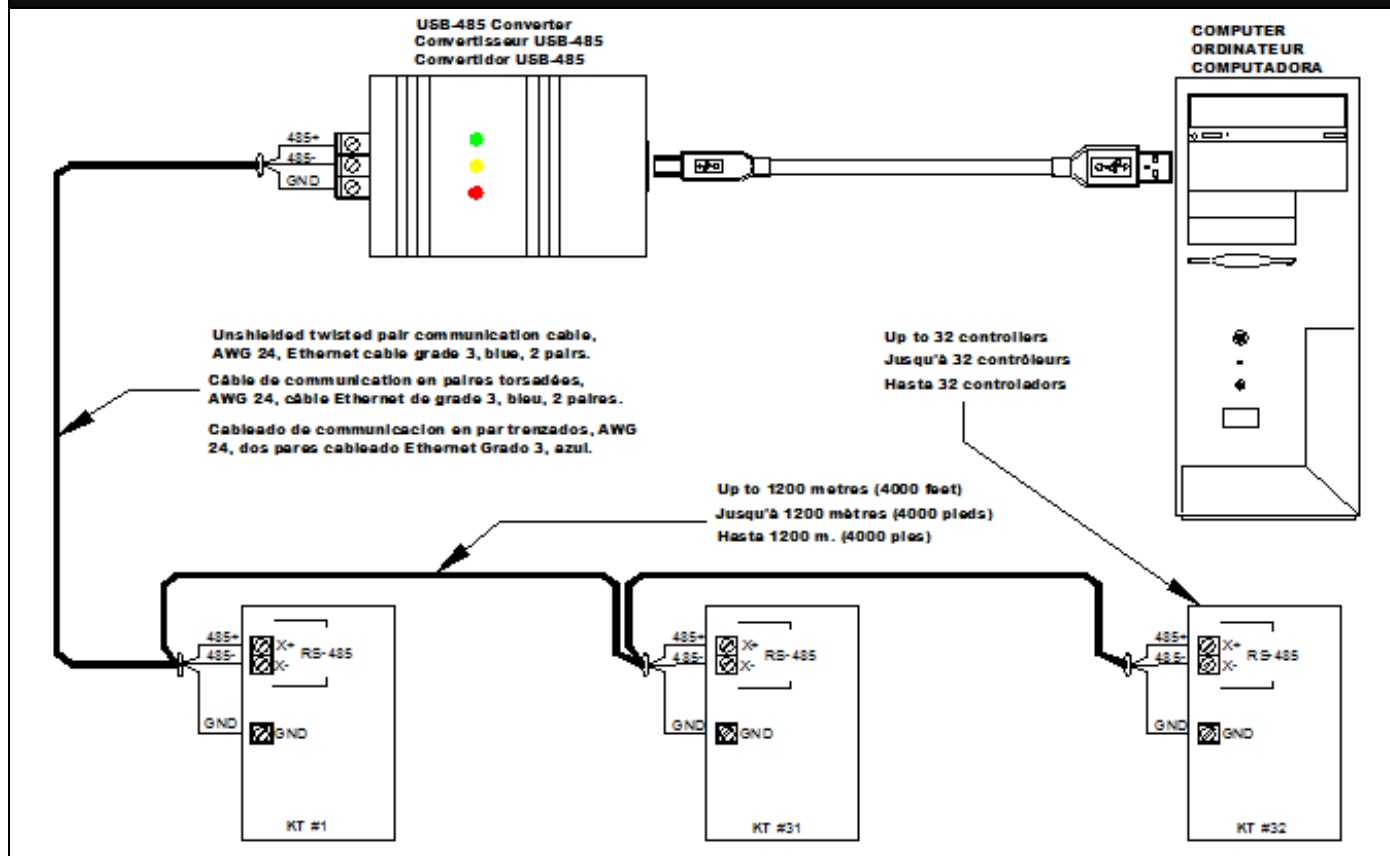 USB-485 Converter
Convertisseur USB-485
Convertidor USB-485
COMPUTER
ORDINATEUR
COMPUTADORA
485+
485-
GND
Unshielded twisted pair communication cable,
AWG 24, Ethernet cable grade 3, blue, 2 pairs.
Câble de communication en paires torsadées,
AWG 24, câble Ethernet de grade 3, bleu, 2 paires.
Cableado de communicacion en par trenzados, AWG
24, dos pares cableado Ethernet Grado 3, azul.
Up to 32 controllers
Jusqu'à 32 contrôleurs
Hasta 32 controladors
Up to 1200 metres (4000 feet)
Jusqu'à 1200 mètres (4000 pieds)
Hasta 1200 m. (4000 pies)
485+
485-
GND
X+
X-
RS-485
GND
KT #1
485+
485-
GND
X+
X-
RS-485
GND
KT #31
485+
485-
GND
X+
X-
RS-485
GND
KT #32